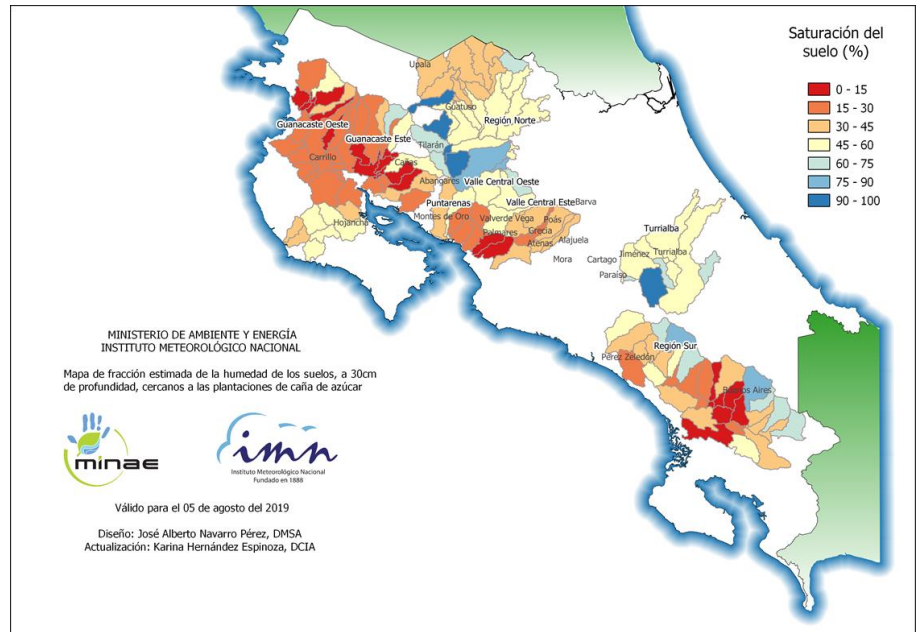 Saturación del
suelo (%)
0 - 15
15 - 30
30 - 45
45 - 60
60 - 75
75 - 90
90 - 100
Upala
Guatuso
Región Norte
Guanacaste Oeste
Guanacaste Este
Tilarán
Carrillo
Cañas
Abangares
Valle Central Oeste
Puntarenas
Valle Central Este
Barva
Montes de Oro
Valverde Vega
Poás
Hojancha
Palmares
Grecia
Atenas
Alajuela
Mora
Turrialba
Cartago
Jiménez
Turrialba
Paraíso
Región Sur
Pérez Zeledón
Buenos Aires
MINISTERIO DE AMBIENTE Y ENERGÍA
INSTITUTO METEOROLÓGICO NACIONAL
Mapa de fracción estimada de la humedad de los suelos, a 30cm
de profundidad, cercanos a las plantaciones de caña de azúcar
minae
imn
Instituto Meteorológico Nacional
Fundado en 1888
Válido para el 05 de agosto del 2019
Diseño: José Alberto Navarro Pérez, DMSA
Actualización: Karina Hernández Espinoza, DCIA